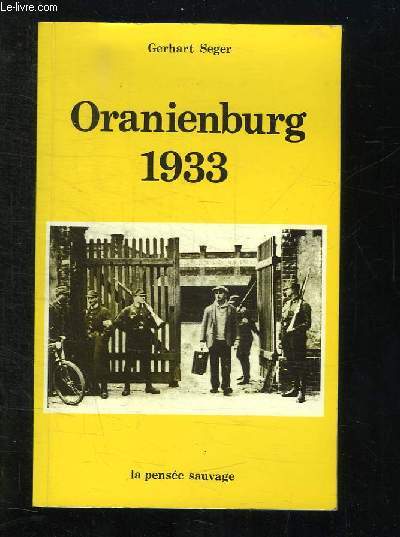 Le-livre.com
Gerhart Seger
Oranienburg
1933
la pensée sauvage